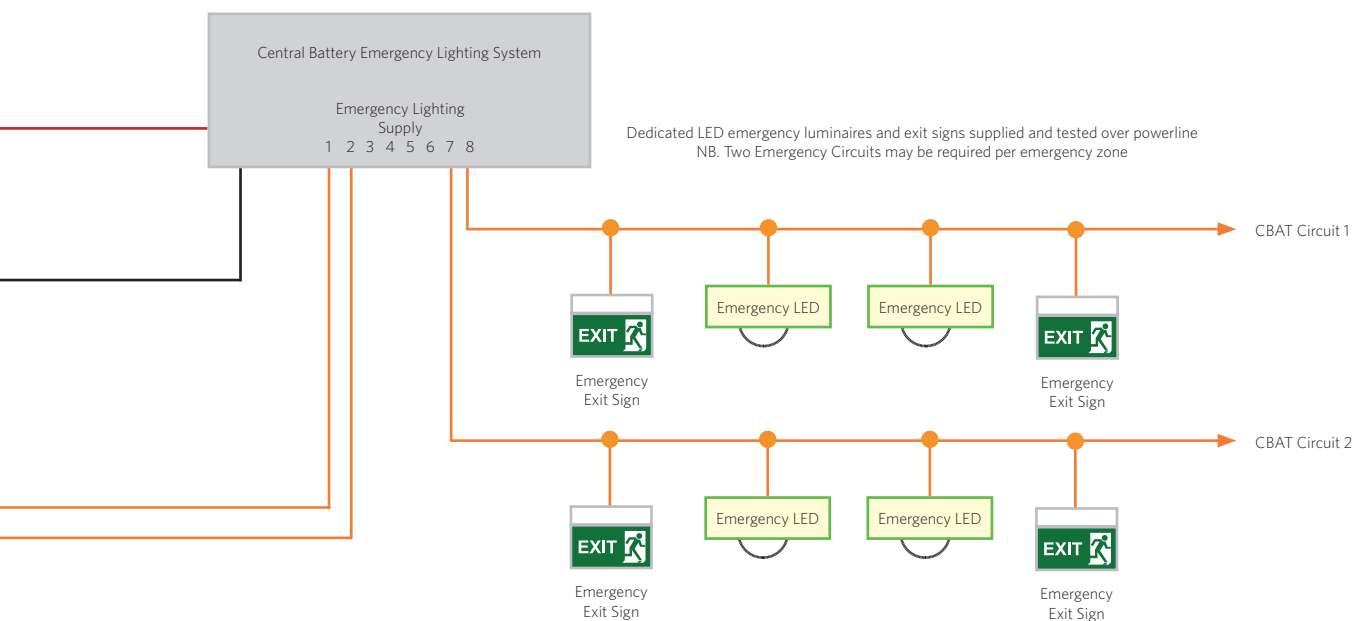 Central Battery Emergency Lighting System
Emergency Lighting
Supply
1 2 3 4 5 6 7 8
Dedicated LED emergency luminaires and exit signs supplied and tested over powerline
NB. Two Emergency Circuits may be required per emergency zone
CBAT Circuit 1
Emergency LED
Emergency LED
EXIT
EXIT
Emergency
Exit Sign
Emergency
Exit Sign
CBAT Circuit 2
Emergency LED
Emergency LED
EXIT
EXIT
Emergency
Exit Sign
Emergency
Exit Sign